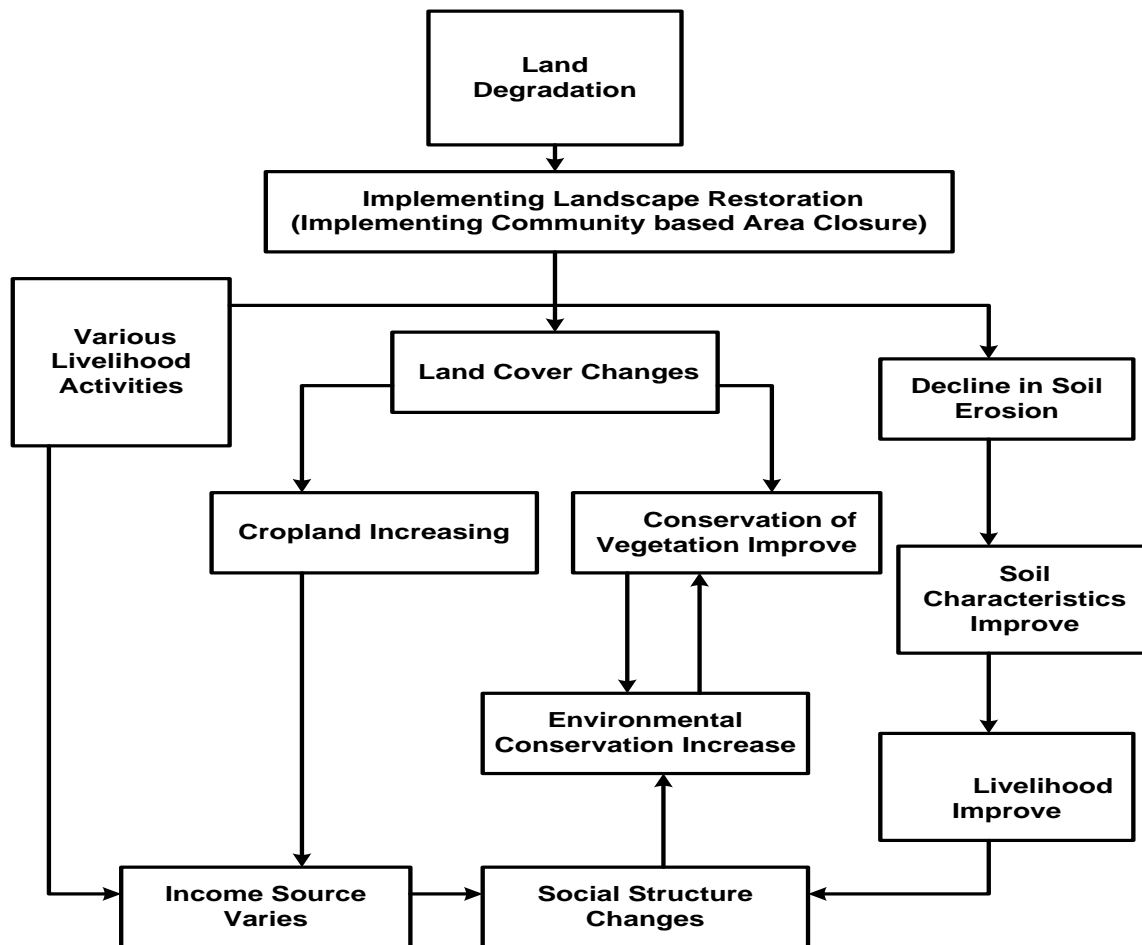 Land
Degradation
Implementing Landscape Restoration
(Implementing Community based Area Closure)
Various
Livelihood
Activities
Land Cover Changes
Decline in Soil
Erosion
Cropland Increasing
Conservation of
Vegetation Improve
Soil
Characteristics
Improve
Environmental
Conservation Increase
Livelihood
Improve
Income Source
Varies
Social Structure
Changes